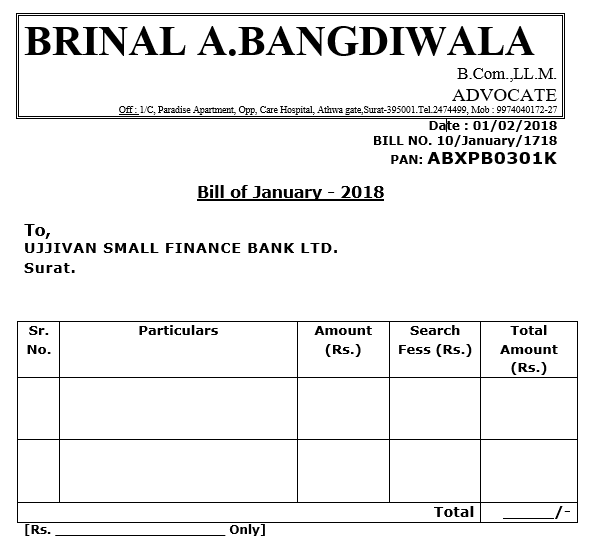 BRINAL A.BANGDIWALA
B.Com.,LL.M.
ADVOCATE
Off : 1/C, Paradise Apartment, Opp, Care Hospital, Athwa gate,Surat-395001.Tel.2474499, Mob : 9974040172-27
Date : 01/02/2018
BILL NO. 10/January/1718
PAN: ABXPB0301K
Bill of January - 2018
To,
UJJIVAN SMALL FINANCE BANK LTD.
Surat.
Sr. No. Particulars Amount (Rs.) Search Fess (Rs.) Total Amount (Rs.)
Total ______/-
[Rs. ________________________ Only]